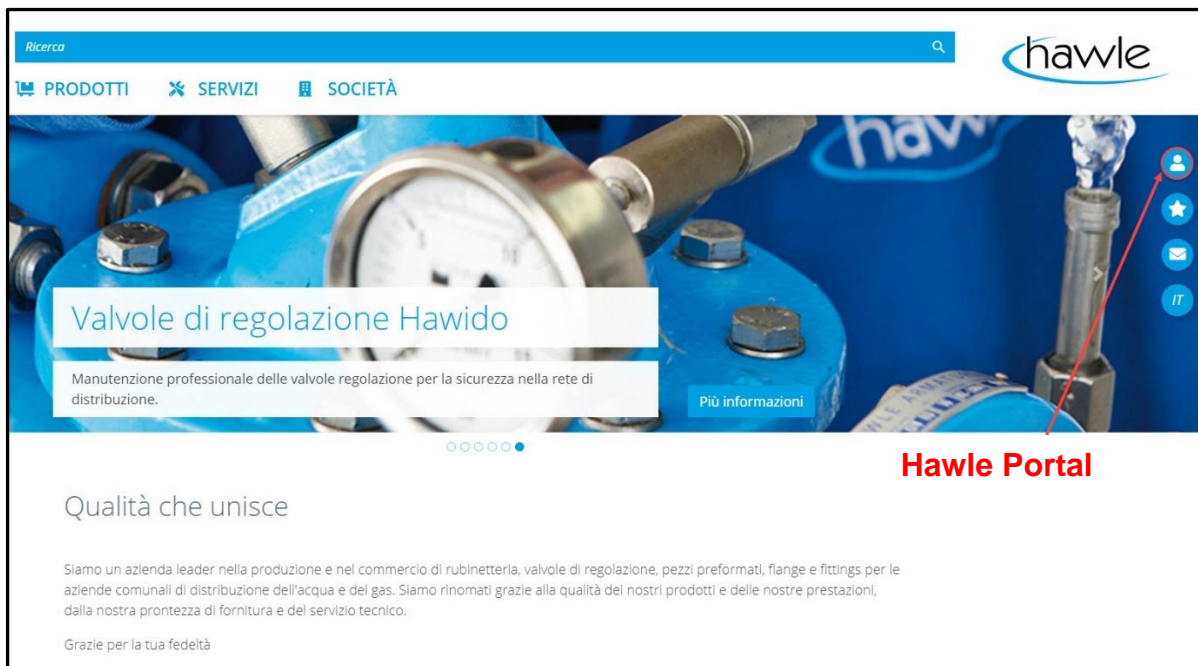 Ricerca
hawle
PRODOTTI SERVIZI SOCIETÀ
haw
IT
Valvole di regolazione Hawido
Manutenzione professionale delle valvole regolazione per la sicurezza nella rete di
distribuzione.
Più informazioni
Hawle Portal
Qualità che unisce
Siamo un azienda leader nella produzione e nel commercio di rubinetteria, valvole di regolazione, pezzi preformati, flange e fittings per le
aziende comunali di distribuzione dell'acqua e del gas. Siamo rinomati grazie alla qualità dei nostri prodotti e delle nostre prestazioni,
dalla nostra prontezza di fornitura e del servizio tecnico.
Grazie per la tua fedeltà